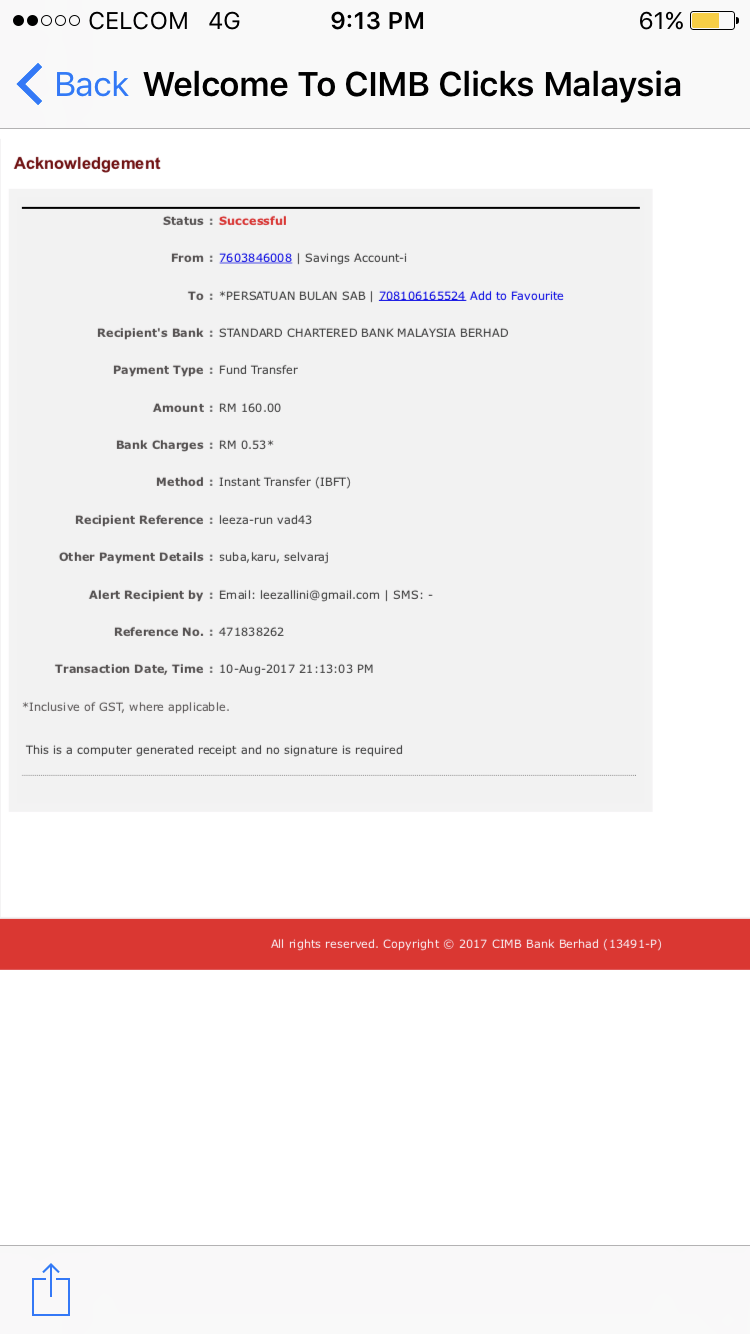 CELCOM 4G 9:13 PM 61%
Back Welcome To CIMB Clicks Malaysia
Acknowledgement
Status : Successful
From : 7603846008 | Savings Account-i
To : *PERSATUAN BULAN SAB | 708106165524 Add to Favourite
Recipient's Bank : STANDARD CHARTERED BANK MALAYSIA BERHAD
Payment Type : Fund Transfer
Amount : RM 160.00
Bank Charges : RM 0.53*
Method : Instant Transfer (IBFT)
Recipient Reference : leeza-run vad43
Other Payment Details : suba,karu, selvaraj
Alert Recipient by : Email: leezallini@gmail.com | SMS: -
Reference No. : 471838262
Transaction Date, Time : 10-Aug-2017 21:13:03 PM
*Inclusive of GST, where applicable.
This is a computer generated receipt and no signature is required
All rights reserved. Copyright © 2017 CIMB Bank Berhad (13491-P)